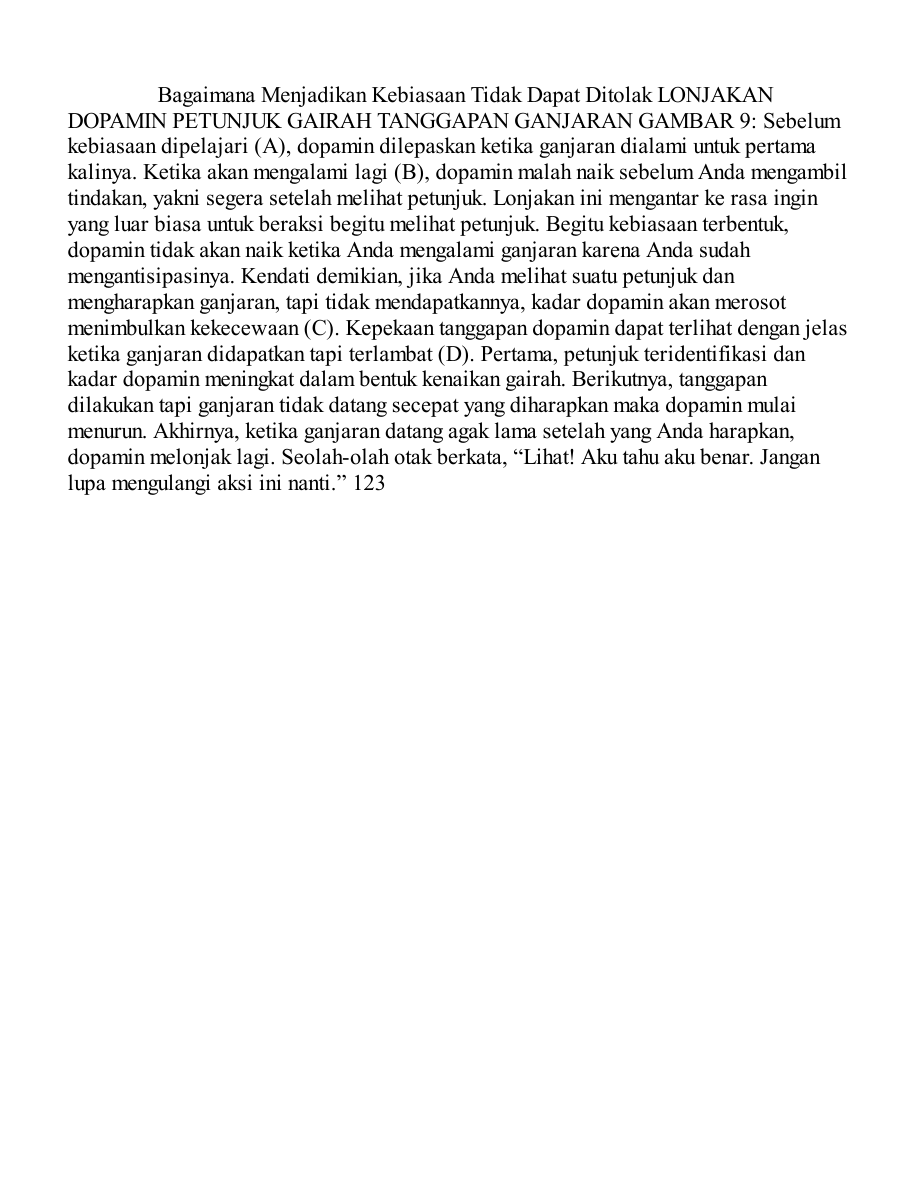 Bagaimana Menjadikan Kebiasaan Tidak Dapat Ditolak LONJAKAN
DOPAMIN PETUNJUK GAIRAH TANGGAPAN GANJARAN GAMBAR 9: Sebelum
kebiasaan dipelajari (A), dopamin dilepaskan ketika ganjaran dialami untuk pertama
kalinya. Ketika akan mengalami lagi (B), dopamin malah naik sebelum Anda mengambil
tindakan, yakni segera setelah melihat petunjuk. Lonjakan ini mengantar ke rasa ingin
yang luar biasa untuk beraksi begitu melihat petunjuk. Begitu kebiasaan terbentuk,
dopamin tidak akan naik ketika Anda mengalami ganjaran karena Anda sudah
mengantisipasinya. Kendati demikian, jika Anda melihat suatu petunjuk dan
mengharapkan ganjaran, tapi tidak mendapatkannya, kadar dopamin akan merosot
menimbulkan kekecewaan (C). Kepekaan tanggapan dopamin dapat terlihat dengan jelas
ketika ganjaran didapatkan tapi terlambat (D). Pertama, petunjuk teridentifikasi dan
kadar dopamin meningkat dalam bentuk kenaikan gairah. Berikutnya, tanggapan
dilakukan tapi ganjaran tidak datang secepat yang diharapkan maka dopamin mulai
menurun. Akhirnya, ketika ganjaran datang agak lama setelah yang Anda harapkan,
dopamin melonjak lagi. Seolah-olah otak berkata, “Lihat! Aku tahu aku benar. Jangan
lupa mengulangi aksi ini nanti.” 123